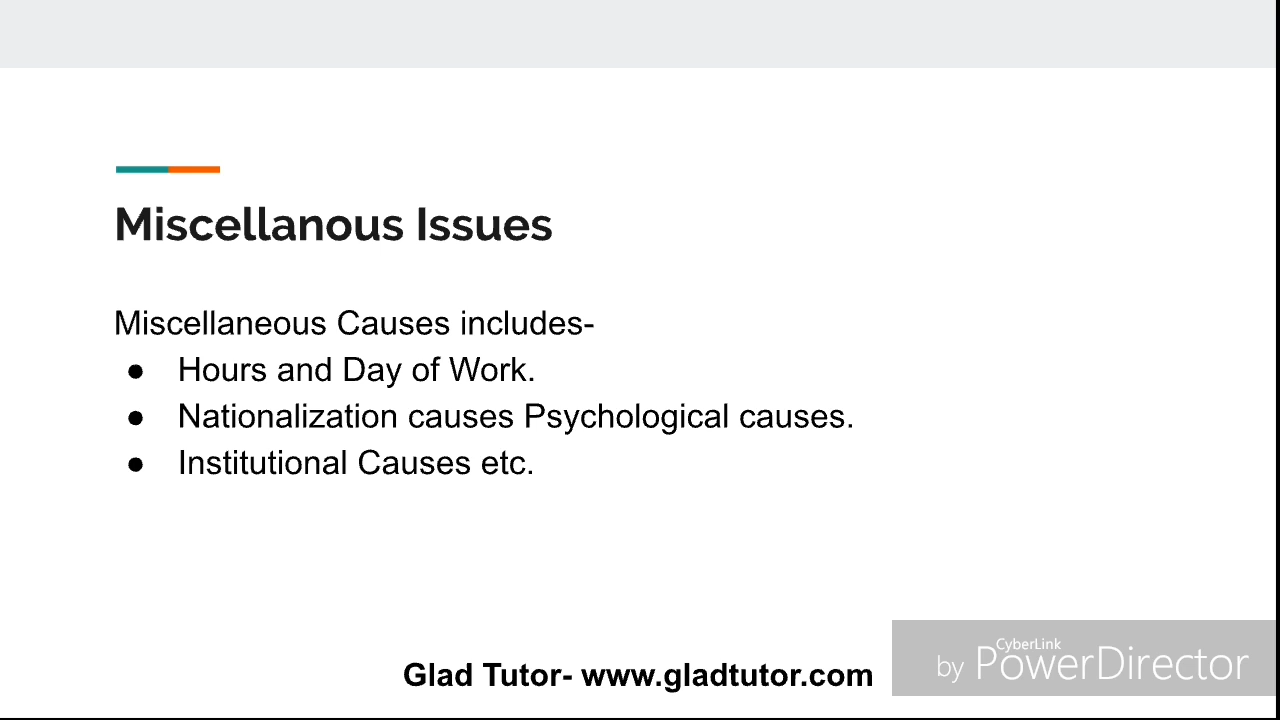 Miscellanous Issues
Miscellaneous Causes includes-
● Hours and Day of Work.
● Nationalization causes Psychological causes.
● Institutional Causes etc.
Glad Tutor- www.gladtutor.com
CyberLink
by PowerDirector